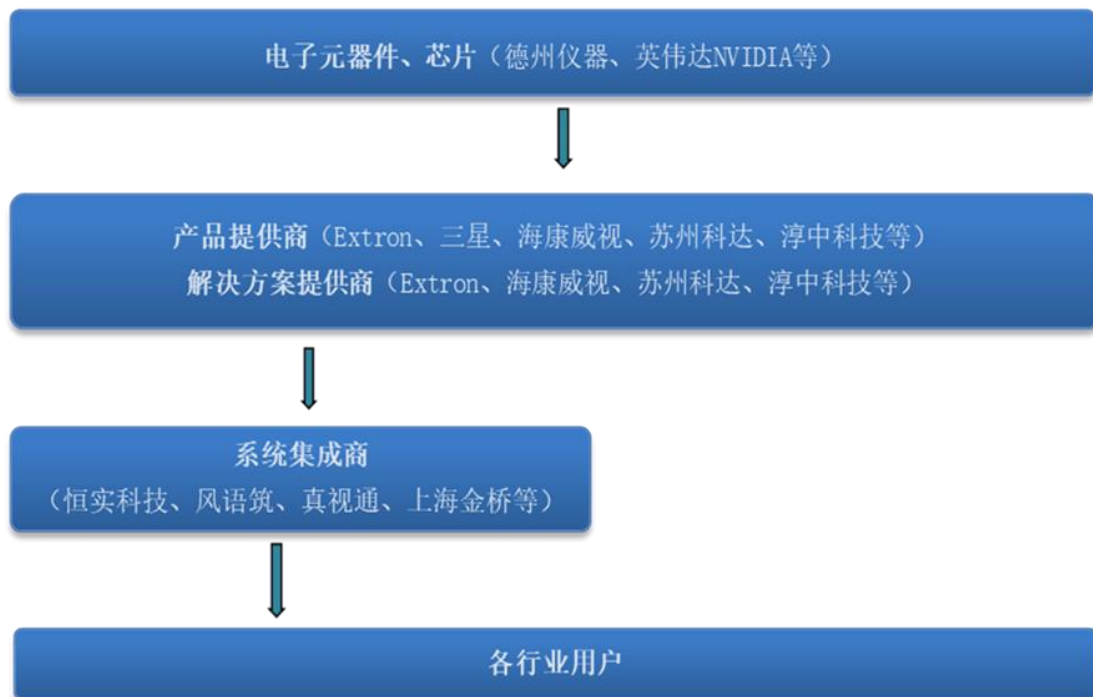 电子元器件、芯片（德州仪器、英伟达NVIDIA等）
产品提供商（Extron、三星、海康威视、苏州科达、淳中科技等）
解决方案提供商（Extron、海康威视、苏州科达、淳中科技等）
系统集成商
（恒实科技、风语筑、真视通、上海金桥等）
各行业用户